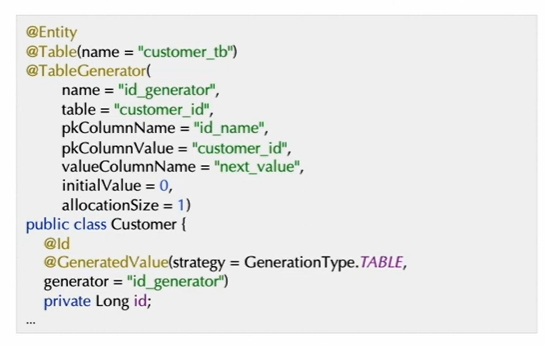 @Entity
@Table(name = "customer_tb")
@TableGenerator(
name = "id_generator",
table = "customer_id",
pkColumnName = "id_name",
pkColumnValue = "customer_id",
valueColumnName = "next_value",
initialValue = 0,
allocationSize = 1)
public class Customer {
@Id
@GeneratedValue(strategy = GenerationType.TABLE,
generator = "id_generator")
private Long id;
...